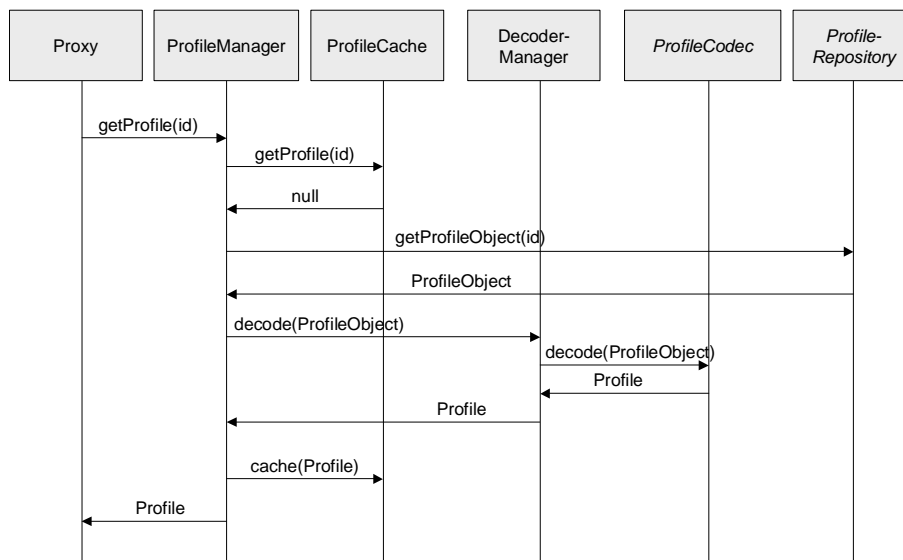 Proxy
ProfileManager
ProfileCache
Decoder-
Manager
ProfileCodec
Profile-
Repository
getProfile(id)
getProfile(id)
null
getProfileObject(id)
ProfileObject
decode(ProfileObject)
decode(ProfileObject)
Profile
Profile
cache(Profile)
Profile